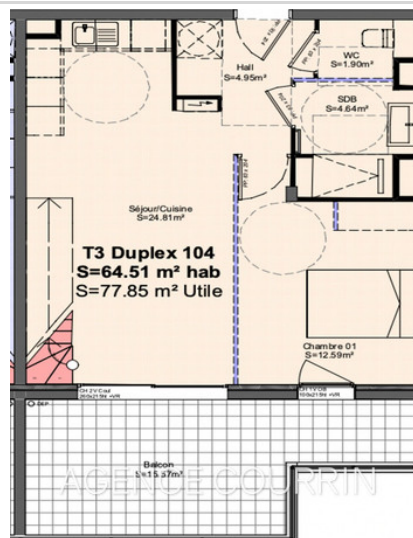 Hall
S=4.95m²
WC
S=1.90m²
SDB
S=4.64m²
Séjour/Cuisine
S=24.81m²
T3 Duplex 104
S=64.51 m² hab
S=77.85 m² Utile
Chambre 01
S=12.59m²
Balcon
S=15.57m²
AGENCE COURRIN